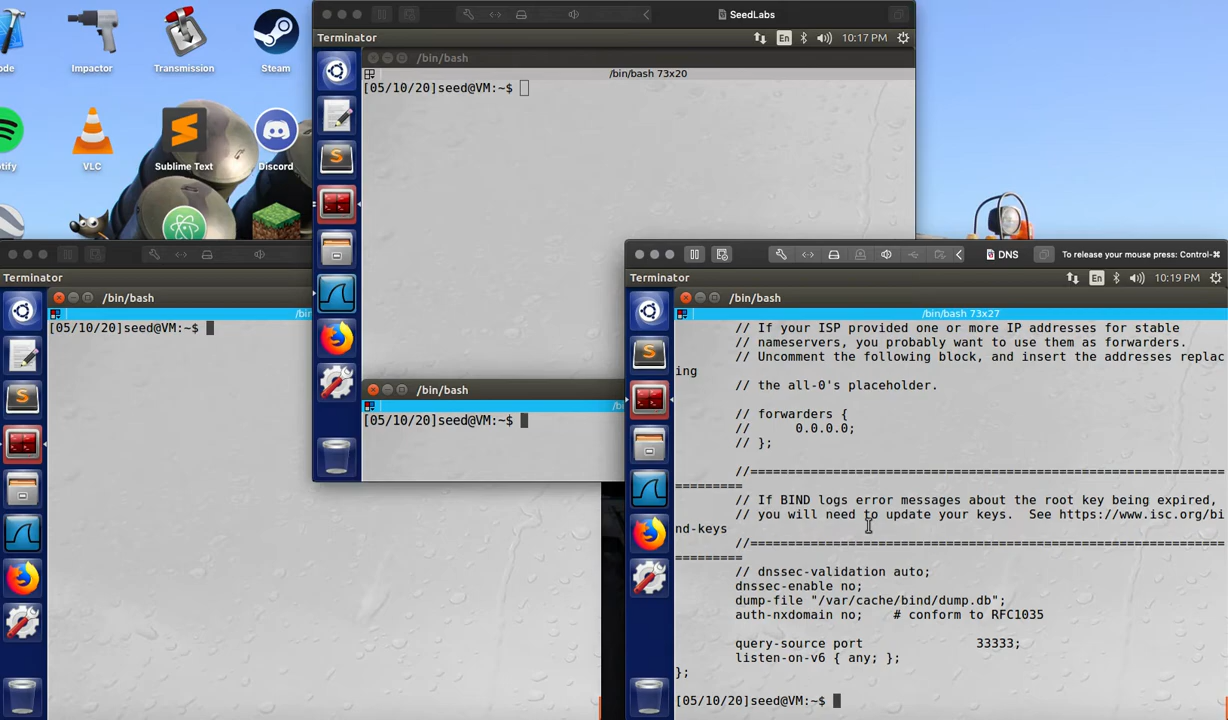 SeedLabs
Terminator
En
10:17 PM
/bin/bash
/bin/bash 73x20
[05/10/20]seed@VM:~$
ode
Impactor
Transmission
Steam
otify
VLC
Sublime Text
Discord
/bin/bash
[05/10/20]seed@VM:~$
Terminator
/bin/bash
/bin
[05/10/20]seed@VM:~$
DNS
To release your mouse press: Control-⌘
Terminator
En
10:19 PM
/bin/bash
/bin/bash 73x27
// If your ISP provided one or more IP addresses for stable
// nameservers, you probably want to use them as forwarders.
// Uncomment the following block, and insert the addresses replac
ing
// the all-0's placeholder.
// forwarders {
//      0.0.0.0;
// };
//========================================================================
=========
// If BIND logs error messages about the root key being expired,
// you will need to update your keys.  See https://www.isc.org/bi
nd-keys
//========================================================================
=========
// dnssec-validation auto;
dnssec-enable no;
dump-file "/var/cache/bind/dump.db";
auth-nxdomain no;    # conform to RFC1035
query-source port               33333;
listen-on-v6 { any; };
};
[05/10/20]seed@VM:~$